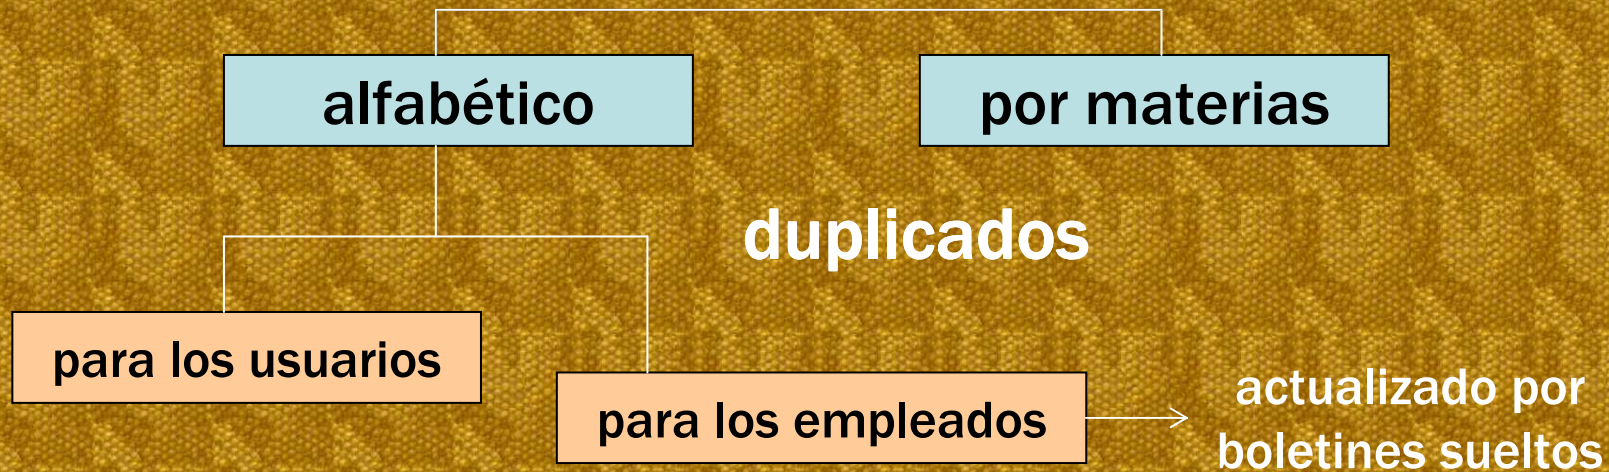 alfabético
por materias
duplicados
para los usuarios
para los empleados
actualizado por
boletines sueltos